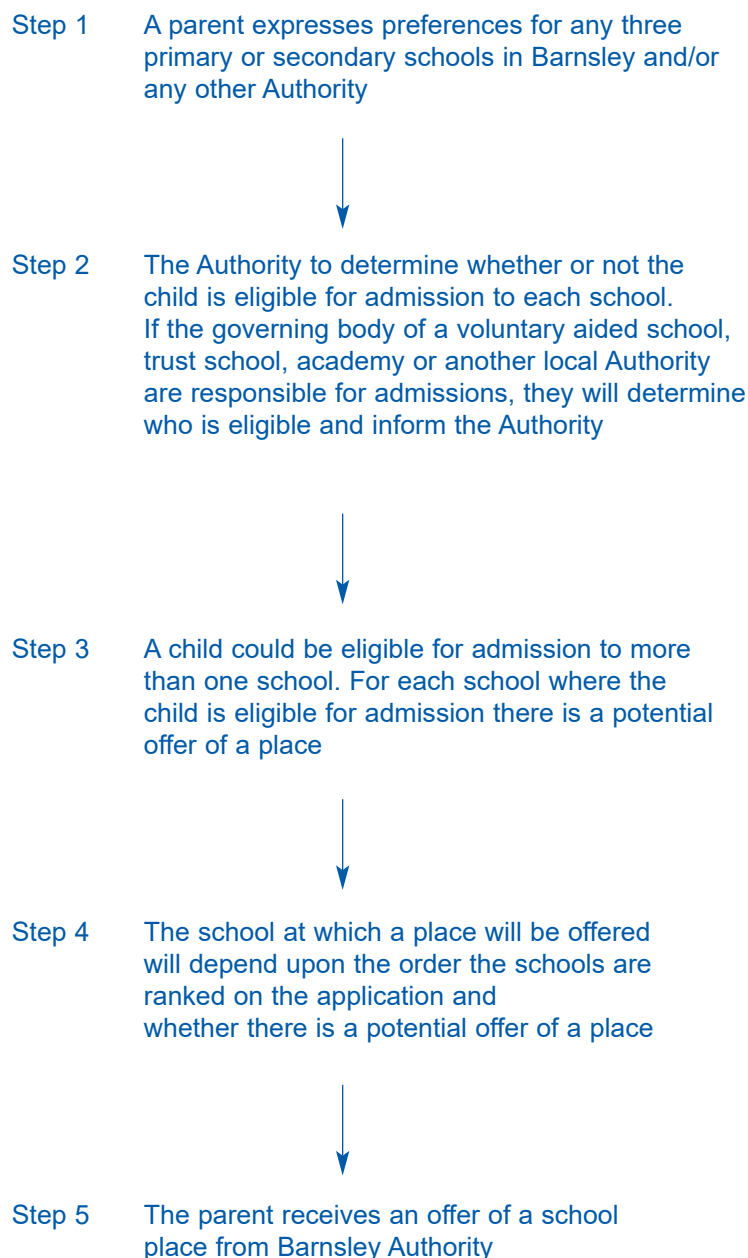 Step 1 A parent expresses preferences for any three
primary or secondary schools in Barnsley and/or
any other Authority
Step 2 The Authority to determine whether or not the
child is eligible for admission to each school.
If the governing body of a voluntary aided school,
trust school, academy or another local Authority
are responsible for admissions, they will determine
who is eligible and inform the Authority
Step 3 A child could be eligible for admission to more
than one school. For each school where the
child is eligible for admission there is a potential
offer of a place
Step 4 The school at which a place will be offered
will depend upon the order the schools are
ranked on the application and
whether there is a potential offer of a place
Step 5 The parent receives an offer of a school
place from Barnsley Authority